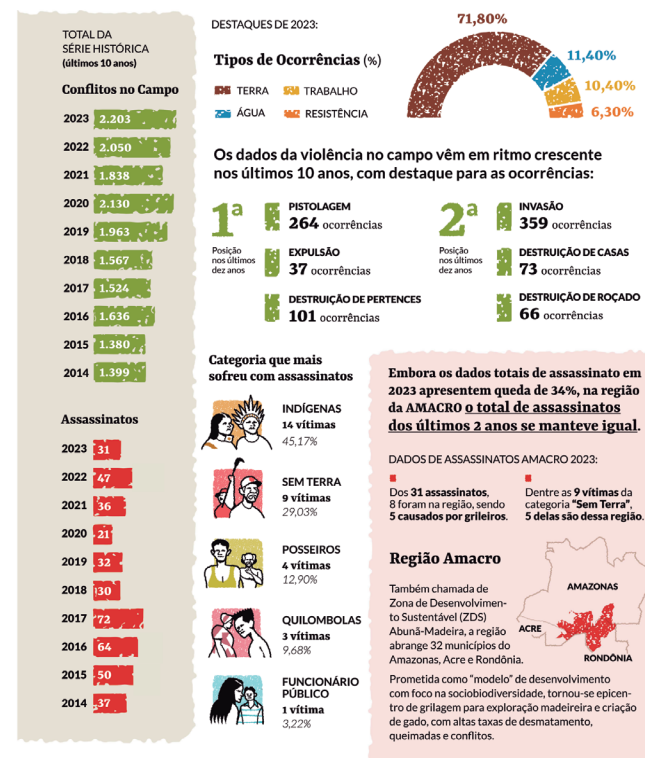 TOTAL DA
SÉRIE HISTÓRICA
(últimos 10 anos)
Conflitos no Campo
2023 2.203
2022 2.050
2021 1.838
2020 2.130
2019 1.963
2018 1.567
2017 1.524
2016 1.636
2015 1.380
2014 1.399
Assassinatos
2023 31
2022 47
2021 36
2020 21
2019 32
2018 30
2017 72
2016 64
2015 50
2014 37
DESTAQUES DE 2023:
Tipos de Ocorrências (%)
TERRA TRABALHO
ÁGUA RESISTÊNCIA
71,80%
11,40%
10,40%
6,30%
Os dados da violência no campo vêm em ritmo crescente
nos últimos 10 anos, com destaque para as ocorrências:
1ª
Posição
nos últimos
dez anos
PISTOLAGEM
264 ocorrências
EXPULSÃO
37 ocorrências
DESTRUIÇÃO DE PERTENCES
101 ocorrências
2ª
Posição
nos últimos
dez anos
INVASÃO
359 ocorrências
DESTRUIÇÃO DE CASAS
73 ocorrências
DESTRUIÇÃO DE ROÇADO
66 ocorrências
Categoria que mais
sofreu com assassinatos
INDÍGENAS
14 vítimas
45,17%
SEM TERRA
9 vítimas
29,03%
POSSEIROS
4 vítimas
12,90%
QUILOMBOLAS
3 vítimas
9,68%
FUNCIONÁRIO
PÚBLICO
1 vítima
3,22%
Embora os dados totais de assassinato em
2023 apresentem queda de 34%, na região
da AMACRO o total de assassinatos
dos últimos 2 anos se manteve igual.
DADOS DE ASSASSINATOS AMACRO 2023:
Dos 31 assassinatos,
8 foram na região, sendo
5 causados por grileiros.
Dentre as 9 vítimas da
categoria “Sem Terra”,
5 delas são dessa região.
Região Amacro
Também chamada de
Zona de Desenvolvimen-
to Sustentável (ZDS)
Abunã-Madeira, a região
abrange 32 municípios do
Amazonas, Acre e Rondônia.
AMAZONAS
ACRE
RONDÔNIA
Prometida como “modelo” de desenvolvimento
com foco na sociobiodiversidade, tornou-se epicen-
tro de grilagem para exploração madeireira e criação
de gado, com altas taxas de desmatamento,
queimadas e conflitos.